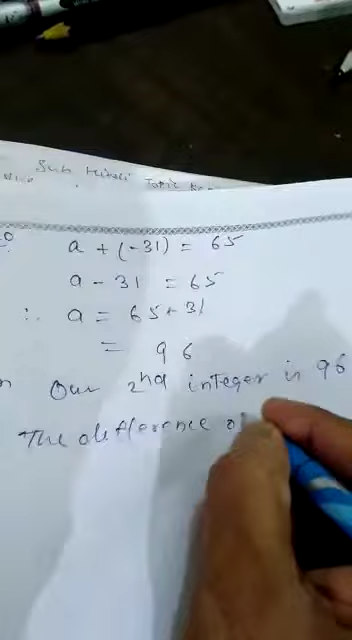 a + (-31) = 65
a - 31 = 65
∴ a = 65 + 31
= 96
Our 2nd integer is 96
The difference of